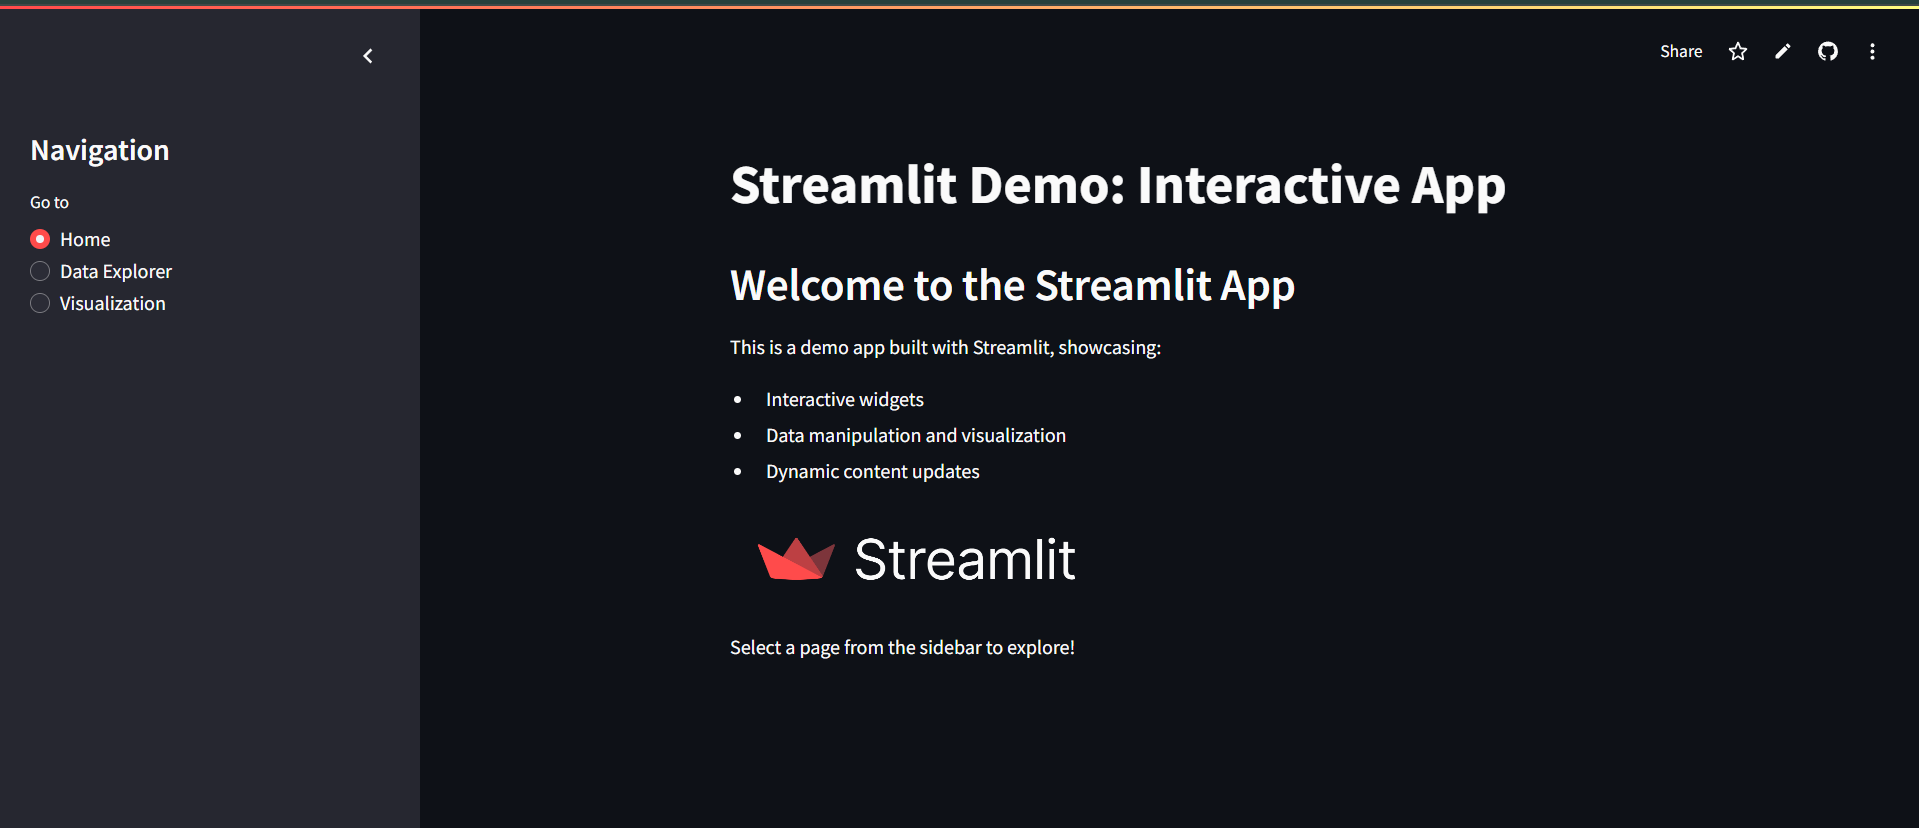 Share
Navigation
Go to
Home
Data Explorer
Visualization
Streamlit Demo: Interactive App
Welcome to the Streamlit App
This is a demo app built with Streamlit, showcasing:
Interactive widgets
Data manipulation and visualization
Dynamic content updates
Streamlit
Select a page from the sidebar to explore!